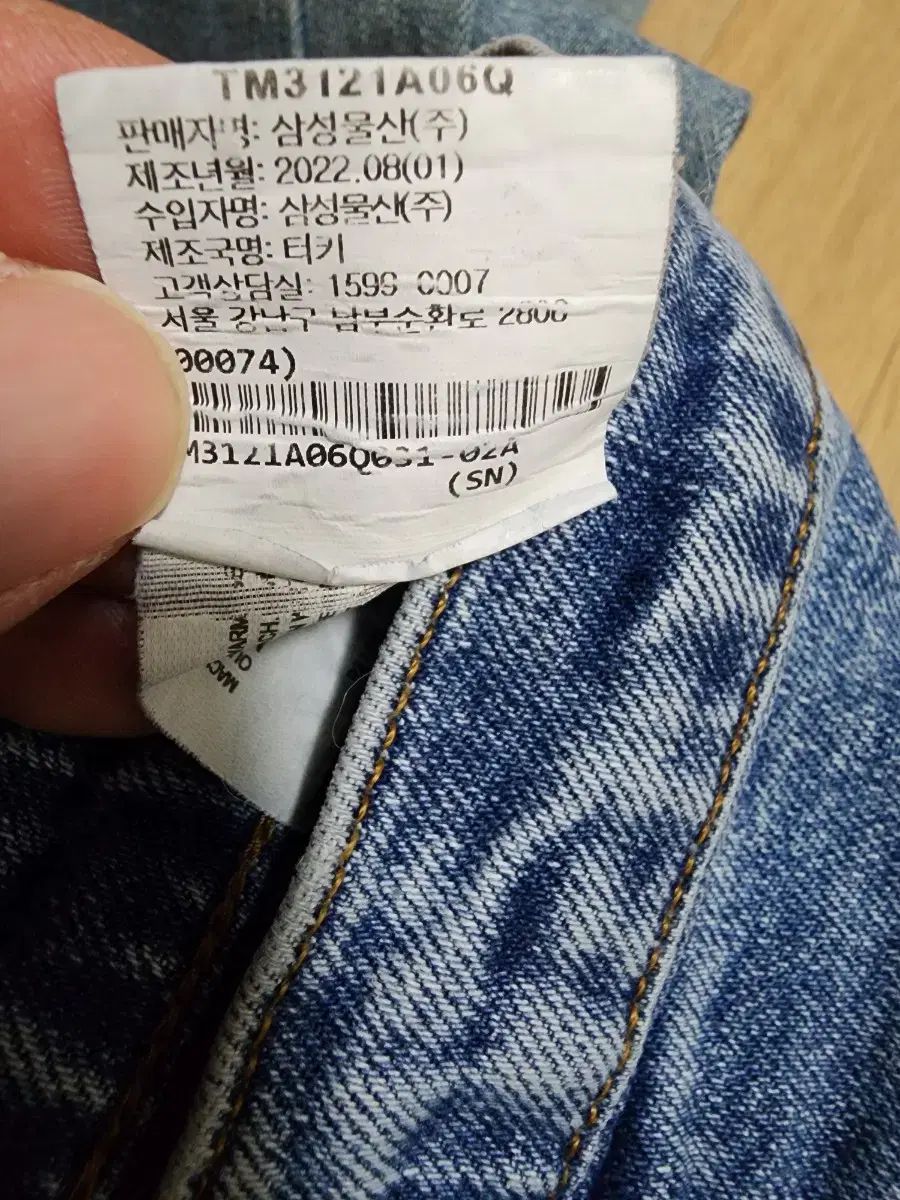 TM3121A06Q
판매자명: 삼성물산(주)
제조년월: 2022.08(01)
수입자명: 삼성물산(주)
제조국명: 터키
고객상담실: 1599 0007
서울 강남구 남부순환로 2806
00074)
M3121A06Q631-02A
(SN)
WARM